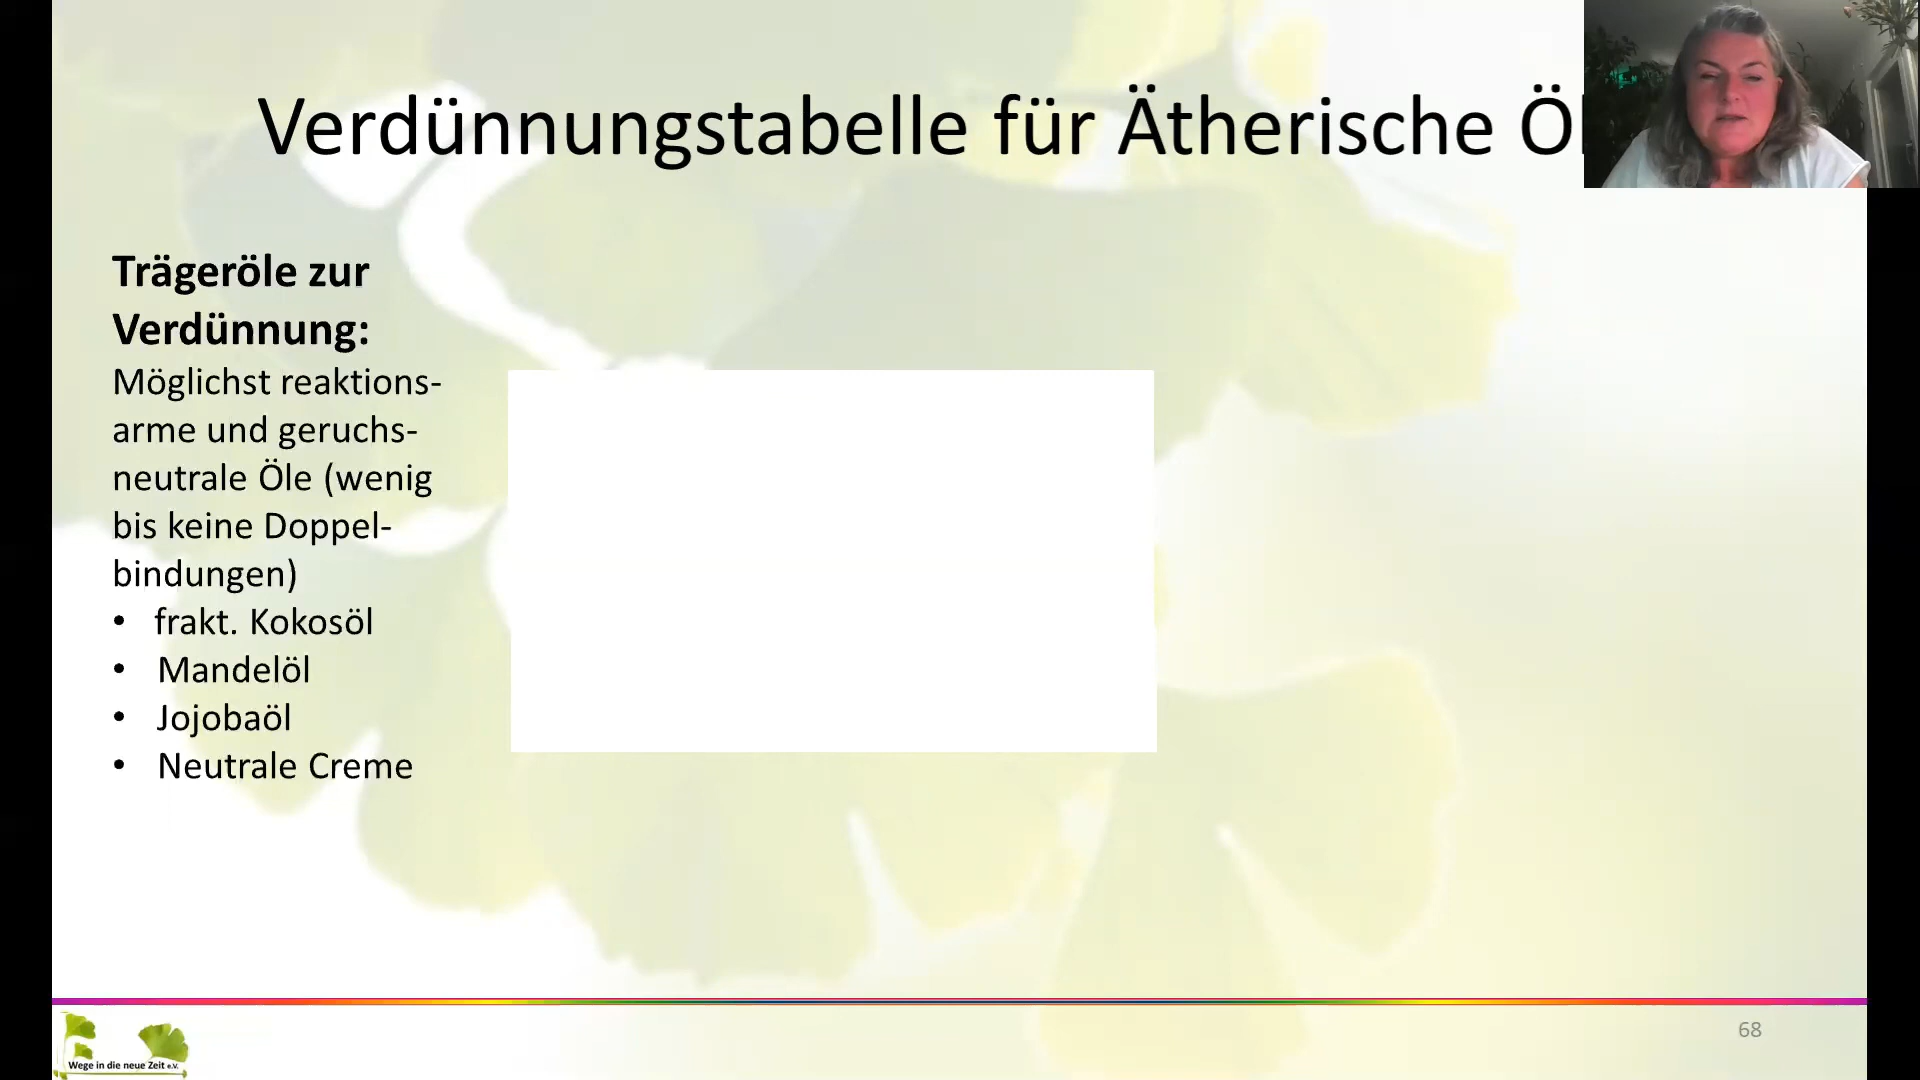 Verdünnungstabelle für Ätherische
Trägeröle zur
Verdünnung:
Möglichst reaktions-
arme und geruchs-
neutrale Öle (wenig
bis keine Doppel-
bindungen)
• frakt. Kokosöl
• Mandelöl
• Jojobaöl
• Neutrale Creme
68
Wege in die neue Zeit e.V.